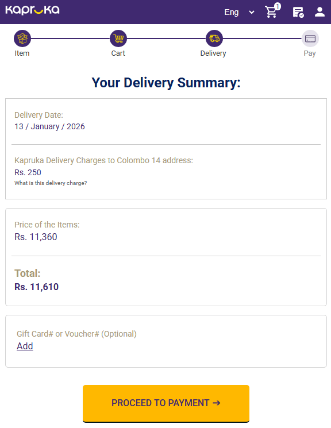 kapruka
Eng
1
Item
Cart
Delivery
Pay
Your Delivery Summary:
Delivery Date:
13 / January / 2026
Kapruka Delivery Charges to Colombo 14 address:
Rs. 250
What is this delivery charge?
Price of the Items:
Rs. 11,360
Total:
Rs. 11,610
Gift Card# or Voucher# (Optional)
Add
PROCEED TO PAYMENT →